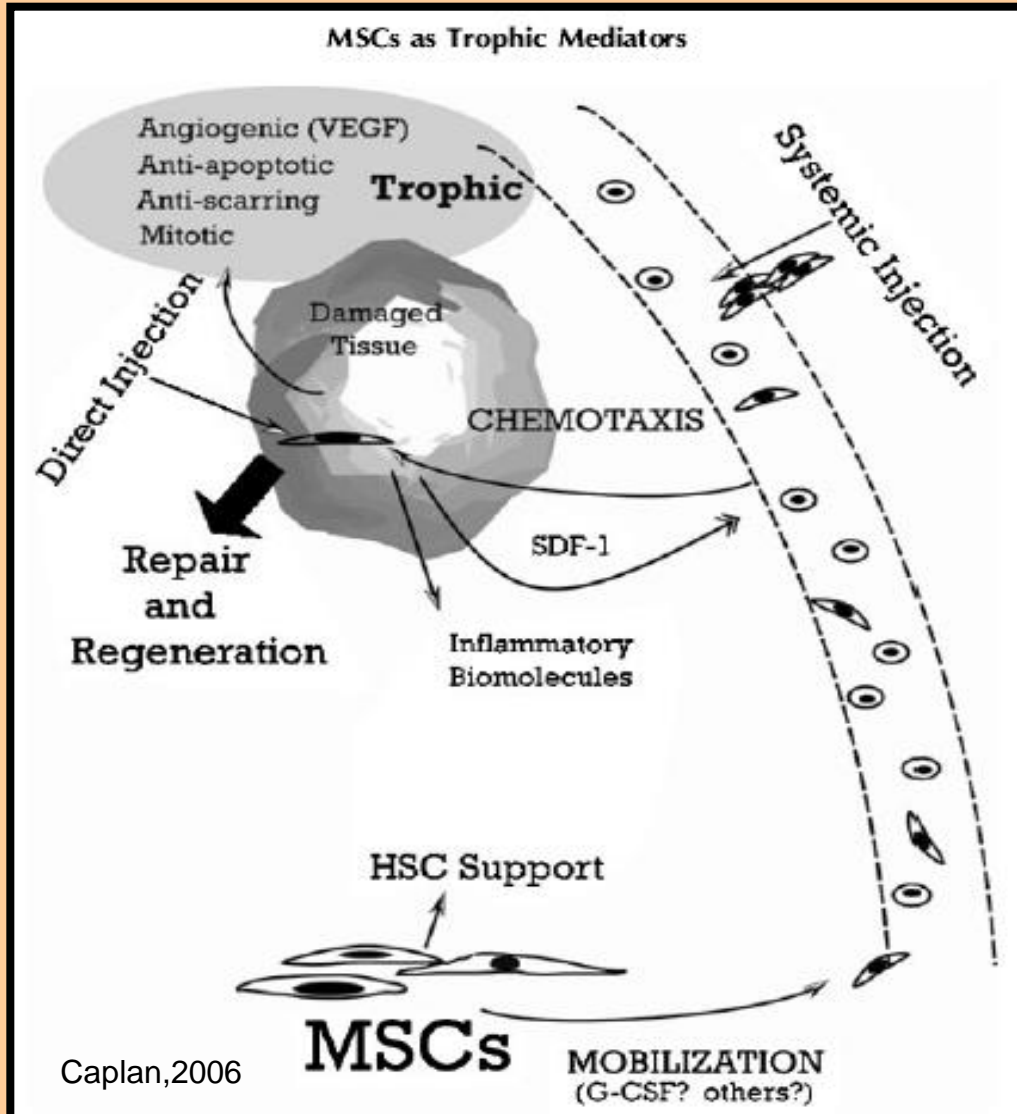 MSCs as Trophic Mediators
Angiogenic (VEGF)
Anti-apoptotic
Anti-scarring
Mitotic
Trophic
Systemic Injection
Direct Injection
Damaged
Tissue
CHEMOTAXIS
SDF-1
Repair
and
Regeneration
Inflammatory
Biomolecules
HSC Support
MSCs
MOBILIZATION
(G-CSF? others?)
Caplan,2006